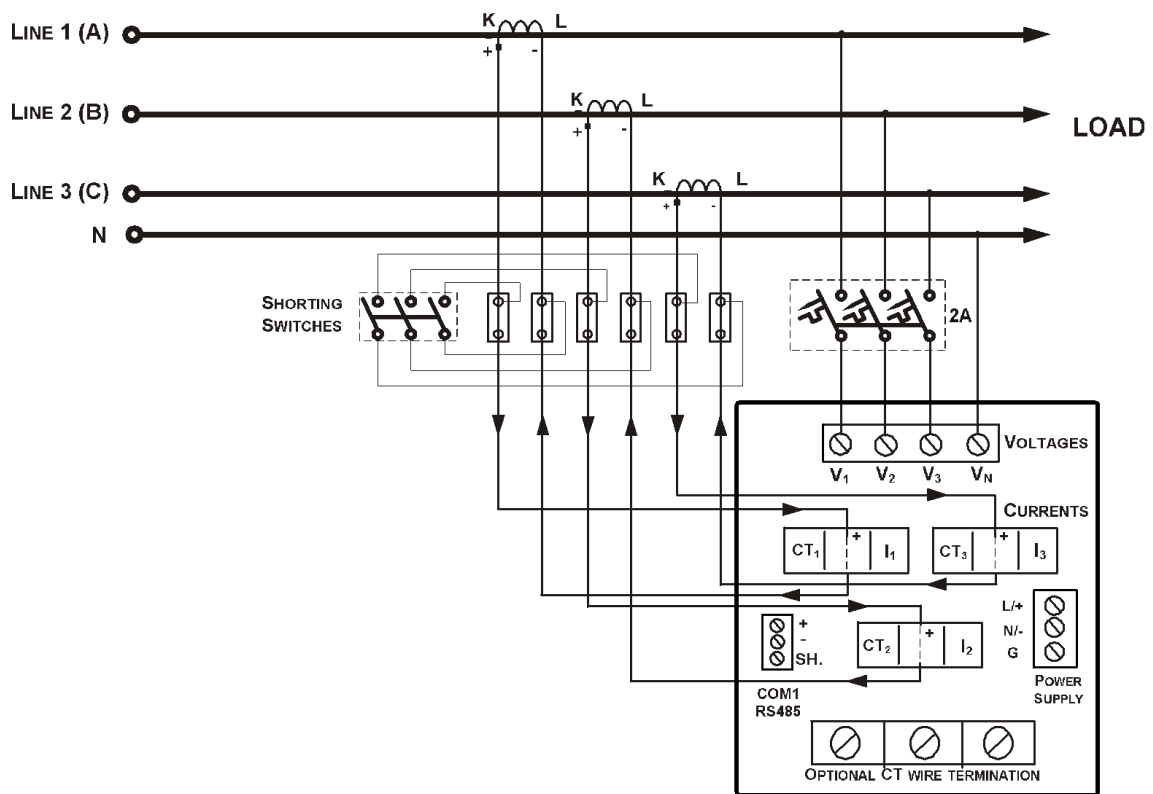 K L
LINE 1 (A)
+ -
K L
LINE 2 (B)
+ -
LOAD
K L
LINE 3 (C)
+ -
N
SHORTING
SWITCHES
2A
VOLTAGES
V1 V2 V3 VN
CURRENTS
CT1 + I1
CT3 + I3
L/+
N/-
G
POWER
SUPPLY
+
-
SH.
COM1
RS485
CT2 + I2
OPTIONAL CT WIRE TERMINATION